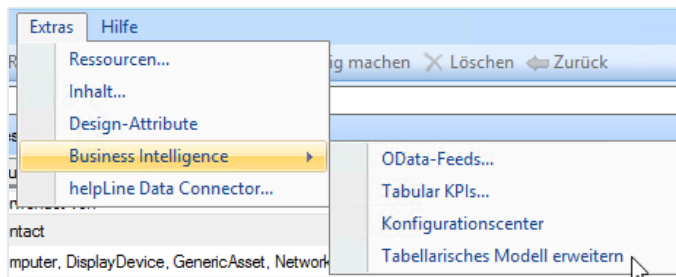 Extras Hilfe
Ressourcen...
ig machen Löschen Zurück
Inhalt...
Design-Attribute
Business Intelligence
OData-Feeds...
helpLine Data Connector...
Tabular KPIs...
ntact
Konfigurationscenter
mputer, DisplayDevice, GenericAsset, Network
Tabellarisches Modell erweitern